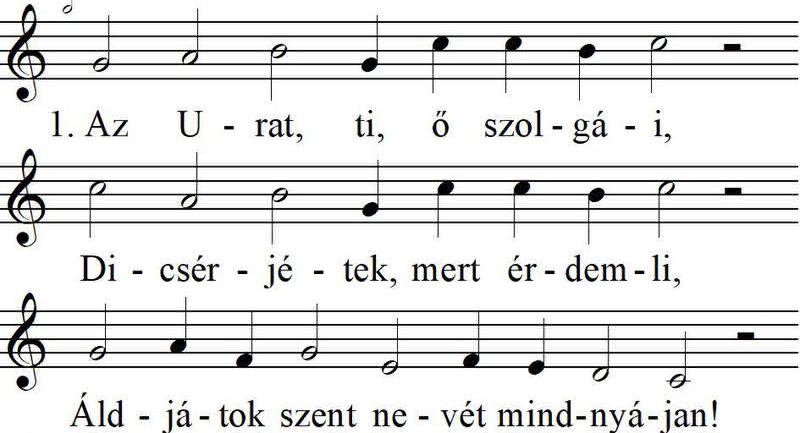 1. Az U - rat, ti, ő szol - gá - i,
Di - csér - jé - tek, mert ér - dem - li,
Áld - já - tok szent ne - vét mind-nyá-jan!